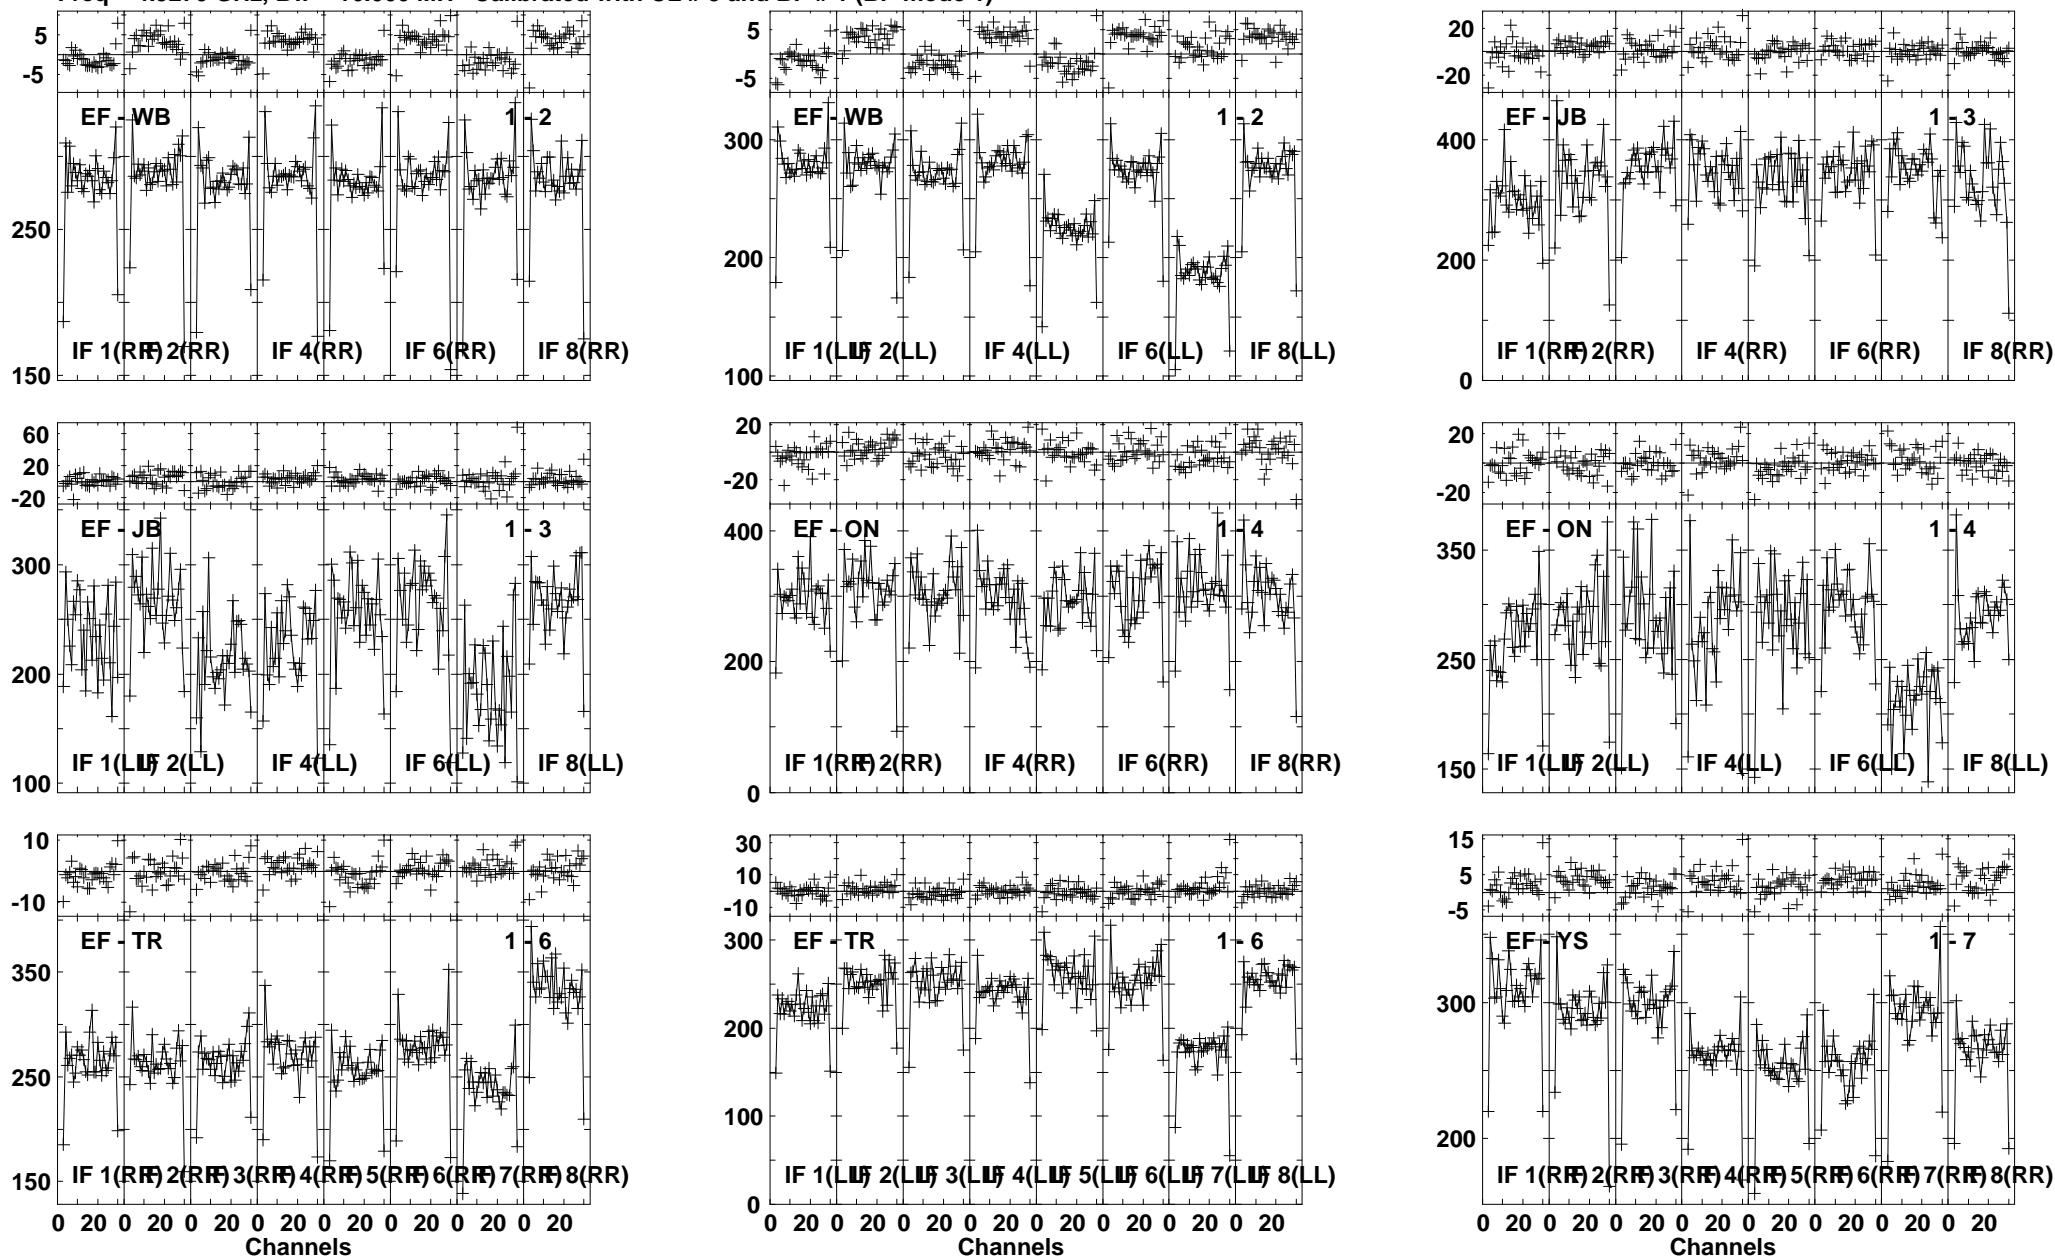 5
-5
250
150
EF - WB
1 - 2
IF 1(RR) IF 2(RR) IF 4(RR) IF 6(RR) IF 8(RR)
5
-5
300
200
100
EF - WB
1 - 2
IF 1(LL) IF 2(LL) IF 4(LL) IF 6(LL) IF 8(LL)
20
-20
400
200
0
EF - JB
1 - 3
IF 1(RR) IF 2(RR) IF 4(RR) IF 6(RR) IF 8(RR)
60
20
-20
300
200
100
EF - JB
1 - 3
IF 1(LL) IF 2(LL) IF 4(LL) IF 6(LL) IF 8(LL)
20
-20
400
200
0
EF - ON
1 - 4
IF 1(RR) IF 2(RR) IF 4(RR) IF 6(RR) IF 8(RR)
20
-20
350
250
150
EF - ON
1 - 4
IF 1(LL) IF 2(LL) IF 4(LL) IF 6(LL) IF 8(LL)
10
-10
350
250
150
EF - TR
1 - 6
IF 1(RR) IF 2(RR) IF 3(RR) IF 4(RR) IF 5(RR) IF 6(RR) IF 7(RR) IF 8(RR)
0 20 0 20 0 20 0 20 0 20 0 20 0 20 0 20
Channels
30
10
-10
300
200
100
0
EF - TR
1 - 6
IF 1(LL) IF 2(LL) IF 3(LL) IF 4(LL) IF 5(LL) IF 6(LL) IF 7(LL) IF 8(LL)
0 20 0 20 0 20 0 20 0 20 0 20 0 20 0 20
Channels
15
5
-5
300
200
EF - YS
1 - 7
IF 1(RR) IF 2(RR) IF 3(RR) IF 4(RR) IF 5(RR) IF 6(RR) IF 7(RR) IF 8(RR)
0 20 0 20 0 20 0 20 0 20 0 20 0 20 0 20
Channels